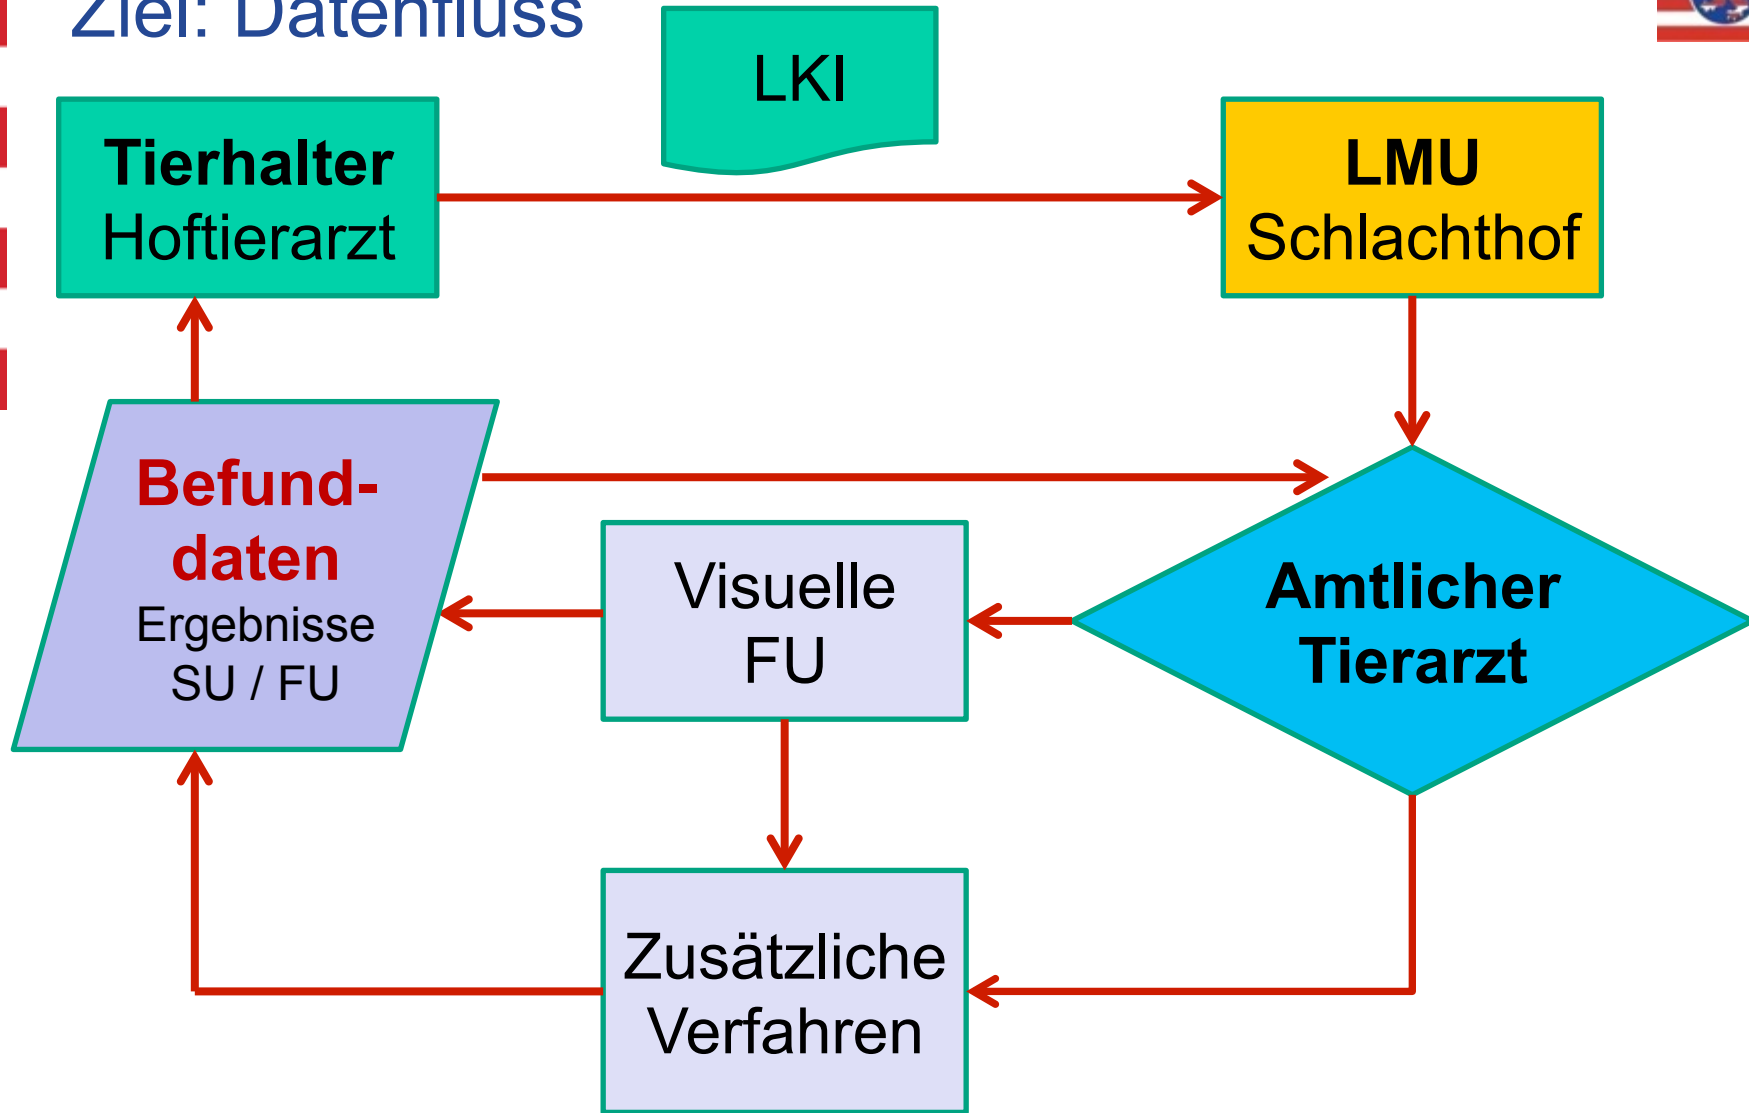 Ziel: Datenfluss
LKI
Tierhalter
Hoftierarzt
LMU
Schlachthof
Befund-
daten
Ergebnisse
SU / FU
Visuelle
FU
Amtlicher
Tierarzt
Zusätzliche
Verfahren